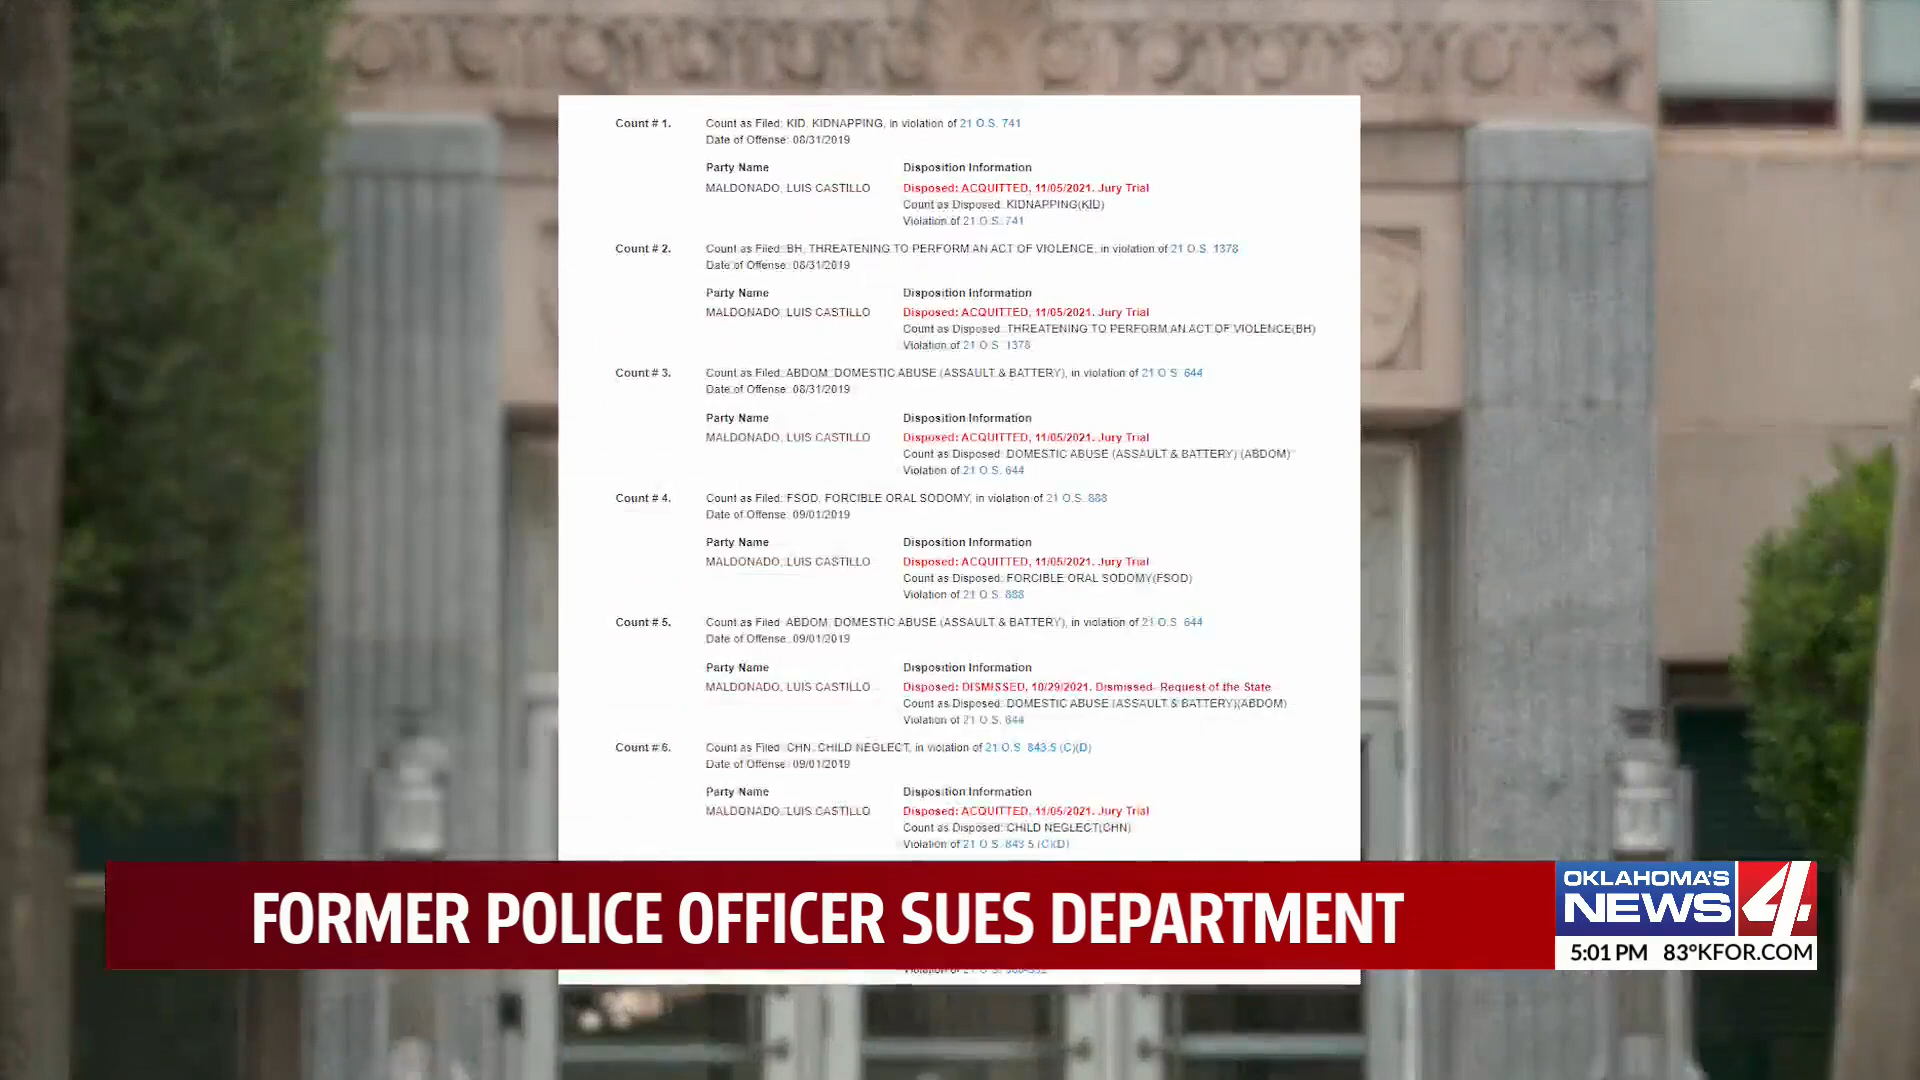 Count # 1. Count as Filed: KID, KIDNAPPING, in violation of 21 O.S. 741
Date of Offense: 08/31/2019
Party Name Disposition Information
MALDONADO, LUIS CASTILLO Disposed: ACQUITTED, 11/05/2021. Jury Trial
Count as Disposed: KIDNAPPING(KID)
Violation of 21 O.S. 741
Count # 2. Count as Filed: BH, THREATENING TO PERFORM AN ACT OF VIOLENCE, in violation of 21 O.S. 1378
Date of Offense: 08/31/2019
Party Name Disposition Information
MALDONADO, LUIS CASTILLO Disposed: ACQUITTED, 11/05/2021. Jury Trial
Count as Disposed: THREATENING TO PERFORM AN ACT OF VIOLENCE(BH)
Violation of 21 O.S. 1378
Count # 3. Count as Filed: ABDOM, DOMESTIC ABUSE (ASSAULT & BATTERY), in violation of 21 O.S. 644
Date of Offense: 08/31/2019
Party Name Disposition Information
MALDONADO, LUIS CASTILLO Disposed: ACQUITTED, 11/05/2021. Jury Trial
Count as Disposed: DOMESTIC ABUSE (ASSAULT & BATTERY) (ABDOM)
Violation of 21 O.S. 644
Count # 4. Count as Filed: FSOD, FORCIBLE ORAL SODOMY, in violation of 21 O.S. 888
Date of Offense: 09/01/2019
Party Name Disposition Information
MALDONADO, LUIS CASTILLO Disposed: ACQUITTED, 11/05/2021. Jury Trial
Count as Disposed: FORCIBLE ORAL SODOMY(FSOD)
Violation of 21 O.S. 888
Count # 5. Count as Filed: ABDOM, DOMESTIC ABUSE (ASSAULT & BATTERY), in violation of 21 O.S. 644
Date of Offense: 09/01/2019
Party Name Disposition Information
MALDONADO, LUIS CASTILLO Disposed: DISMISSED, 10/29/2021. Dismissed- Request of the State
Count as Disposed: DOMESTIC ABUSE (ASSAULT & BATTERY)(ABDOM)
Violation of 21 O.S. 644
Count # 6. Count as Filed: CHN, CHILD NEGLECT, in violation of 21 O.S. 843.5 (C)(D)
Date of Offense: 09/01/2019
Party Name Disposition Information
MALDONADO, LUIS CASTILLO Disposed: ACQUITTED, 11/05/2021. Jury Trial
Count as Disposed: CHILD NEGLECT(CHN)
Violation of 21 O.S. 843.5 (C)(D)
FORMER POLICE OFFICER SUES DEPARTMENT
OKLAHOMA'S
NEWS 4
5:01 PM 83° KFOR.COM